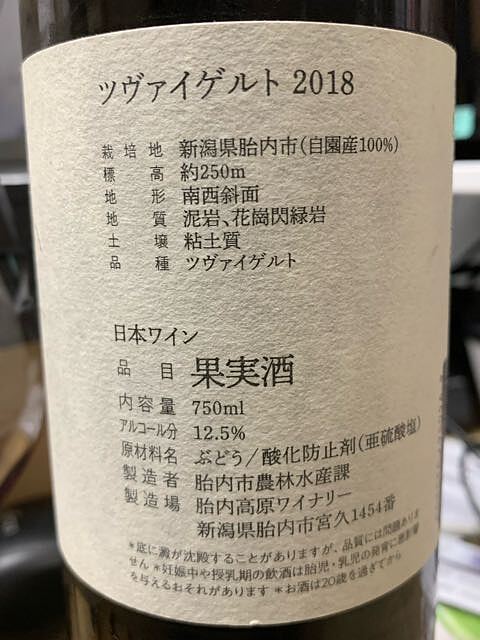 ツヴァイゲルト 2018
栽培地 新潟県胎内市(自園産100%)
標高 約250m
地形 南西斜面
地質 泥岩、花崗閃緑岩
土壌 粘土質
品種 ツヴァイゲルト
日本ワイン
品目 果実酒
内容量 750ml
アルコール分 12.5%
原材料名 ぶどう/酸化防止剤(亜硫酸塩)
製造者 胎内市農林水産課
製造場 胎内高原ワイナリー
新潟県胎内市宮久1454番
*底に澱が沈殿することがありますが、品質には問題ありま
せん *妊娠中や授乳期の飲酒は胎児・乳児の発育に悪影響
を与えるおそれがあります *お酒は20歳を過ぎてから